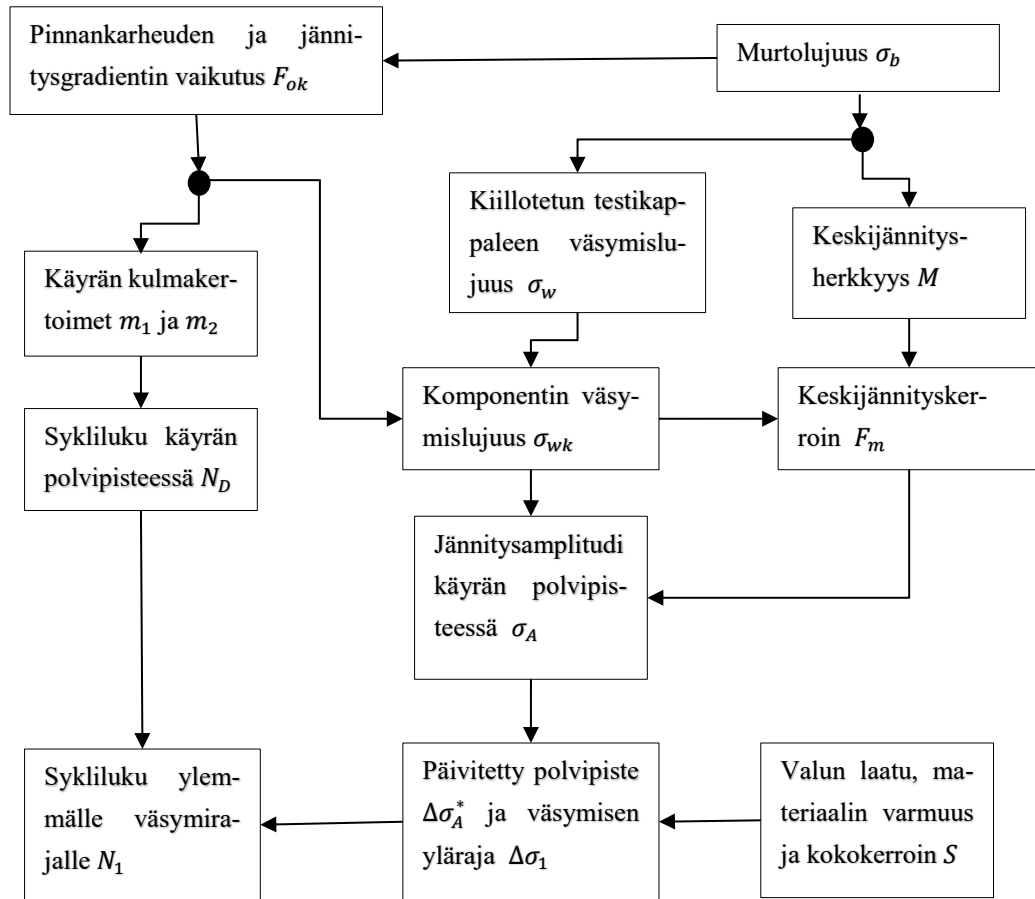 Pinnankarheuden ja jänni-
tysgradientin vaikutus F_ok
Murtolujuus σ_b
Kiillotetun testikap-
paleen väsymislu-
juus σ_w
Keskijännitys-
herkkyys M
Käyrän kulmaker-
toimet m_1 ja m_2
Komponentin väsy-
mislujuus σ_wk
Keskijännitysker-
roin F_m
Sykliluku käyrän
polvipisteessä N_D
Jännitysamplitudi
käyrän polvipis-
teessä σ_A
Sykliluku ylem-
mälle väsymira-
jalle N_1
Päivitetty polvipiste
Δσ_A^* ja väsymisen
yläraja Δσ_1
Valun laatu, ma-
teriaalin varmuus
ja kokokerroin S